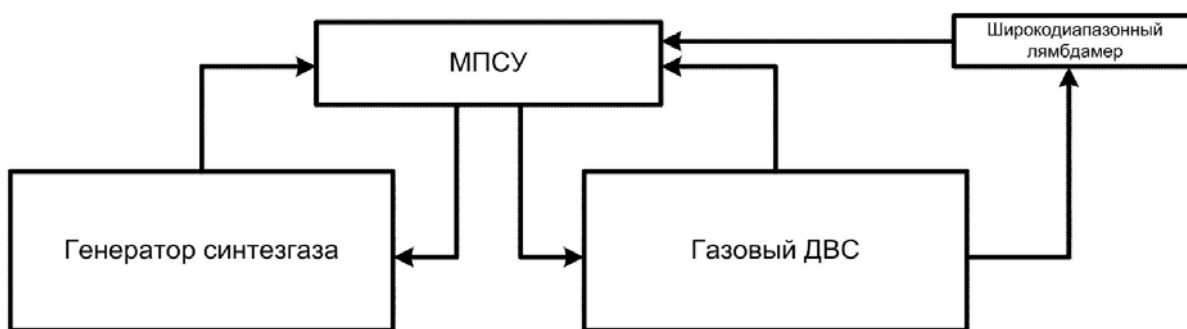 МПСУ
Широкодиапазонный
лямбдамер
Генератор синтезгаза
Газовый ДВС